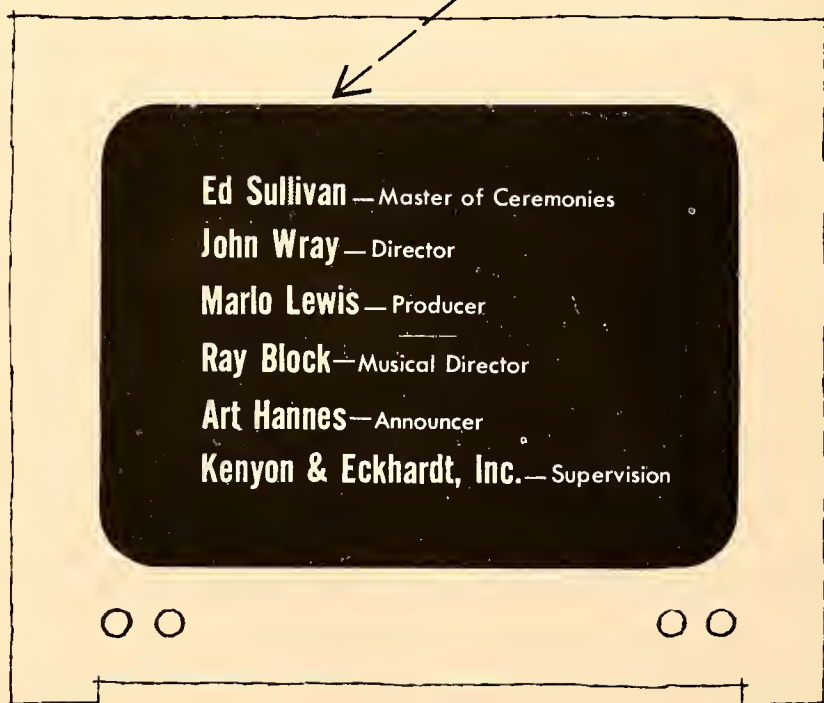 Ed Sullivan—Master of Ceremonies
John Wray—Director
Marlo Lewis—Producer
Ray Block—Musical Director
Art Hannes—Announcer
Kenyon & Eckhardt, Inc.—Supervision